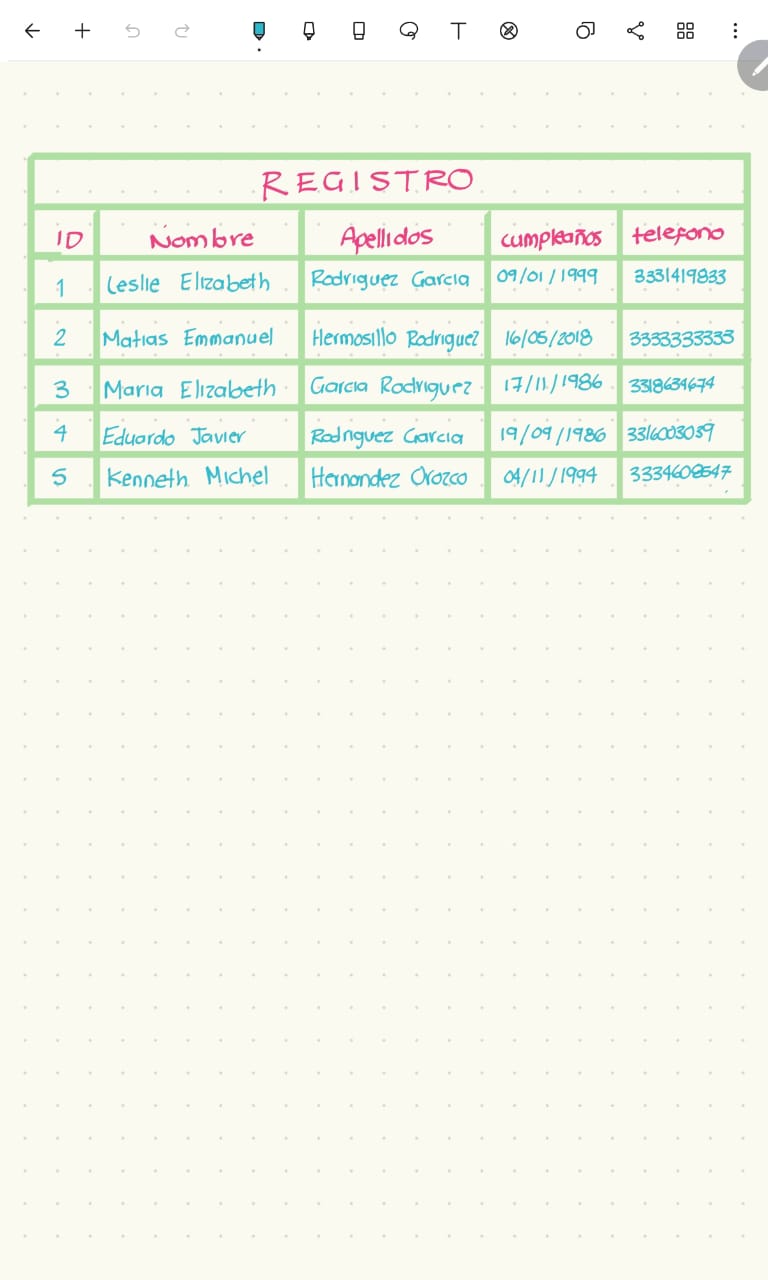 REGISTRO
ID Nombre Apellidos cumpleaños telefono
1 Leslie Elizabeth Rodriguez Garcia 09/01/1999 3331419833
2 Matias Emmanuel Hermosillo Rodriguez 16/05/2018 3333333333
3 Maria Elizabeth Garcia Rodriguez 17/11/1986 3318634674
4 Eduardo Javier Rodriguez Garcia 19/09/1986 3316003039
5 Kenneth Michel Hernandez Orozco 04/11/1994